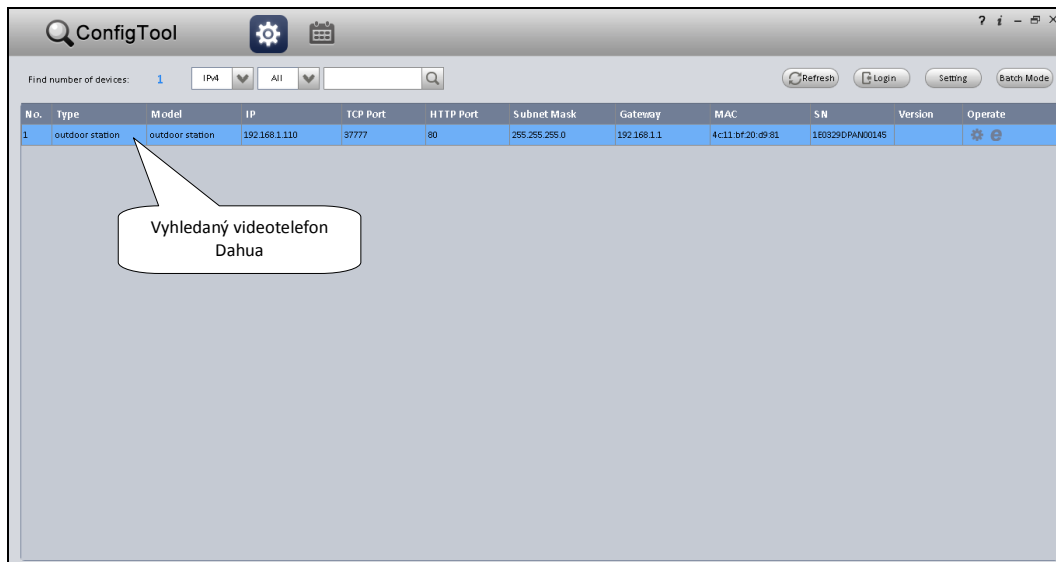 ConfigTool
? i
Find number of devices: 1 IPv4 All Refresh Login Setting Batch Mode
No. Type Model IP TCP Port HTTP Port Subnet Mask Gateway MAC SN Version Operate
1 outdoor station outdoor station 192.168.1.110 37777 80 255.255.255.0 192.168.1.1 4c:11:bf:20:d9:81 1E0329DPAN00145
Vyhledaný videotelefon
Dahua